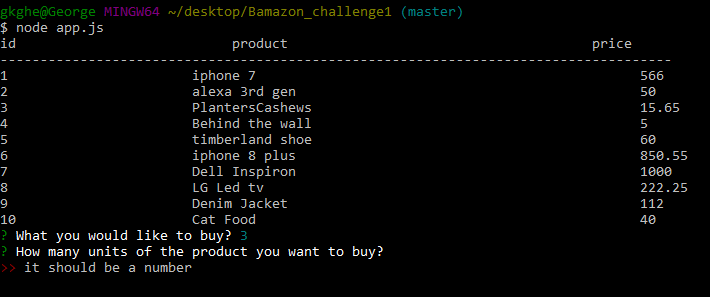 gkghe@George MINGW64 ~/desktop/Bamazon_challenge1 (master)
$ node app.js
id product price
------------------------------------------------------------------------------------
1 iphone 7 566
2 alexa 3rd gen 50
3 PlantersCashews 15.65
4 Behind the wall 5
5 timberland shoe 60
6 iphone 8 plus 850.55
7 Dell Inspiron 1000
8 LG Led tv 222.25
9 Denim Jacket 112
10 Cat Food 40
? What you would like to buy? 3
? How many units of the product you want to buy?
>> it should be a number